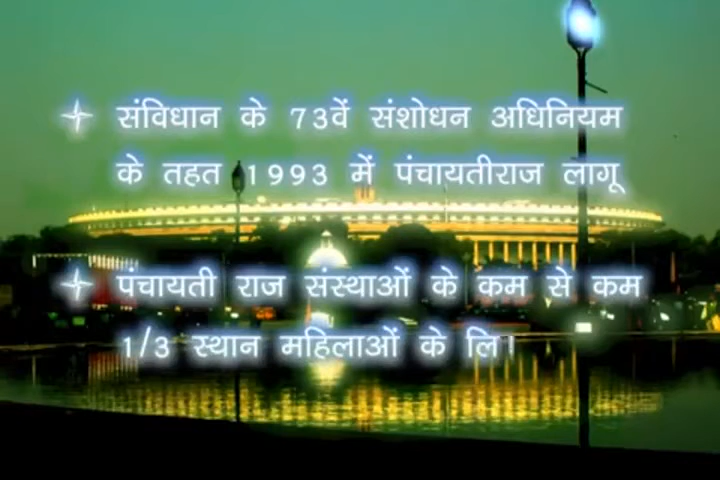 संविधान के 73वें संशोधन अधिनियम
के तहत 1993 में पंचायतीराज लागू
पंचायती राज संस्थाओं के कम से कम
1/3 स्थान महिलाओं के